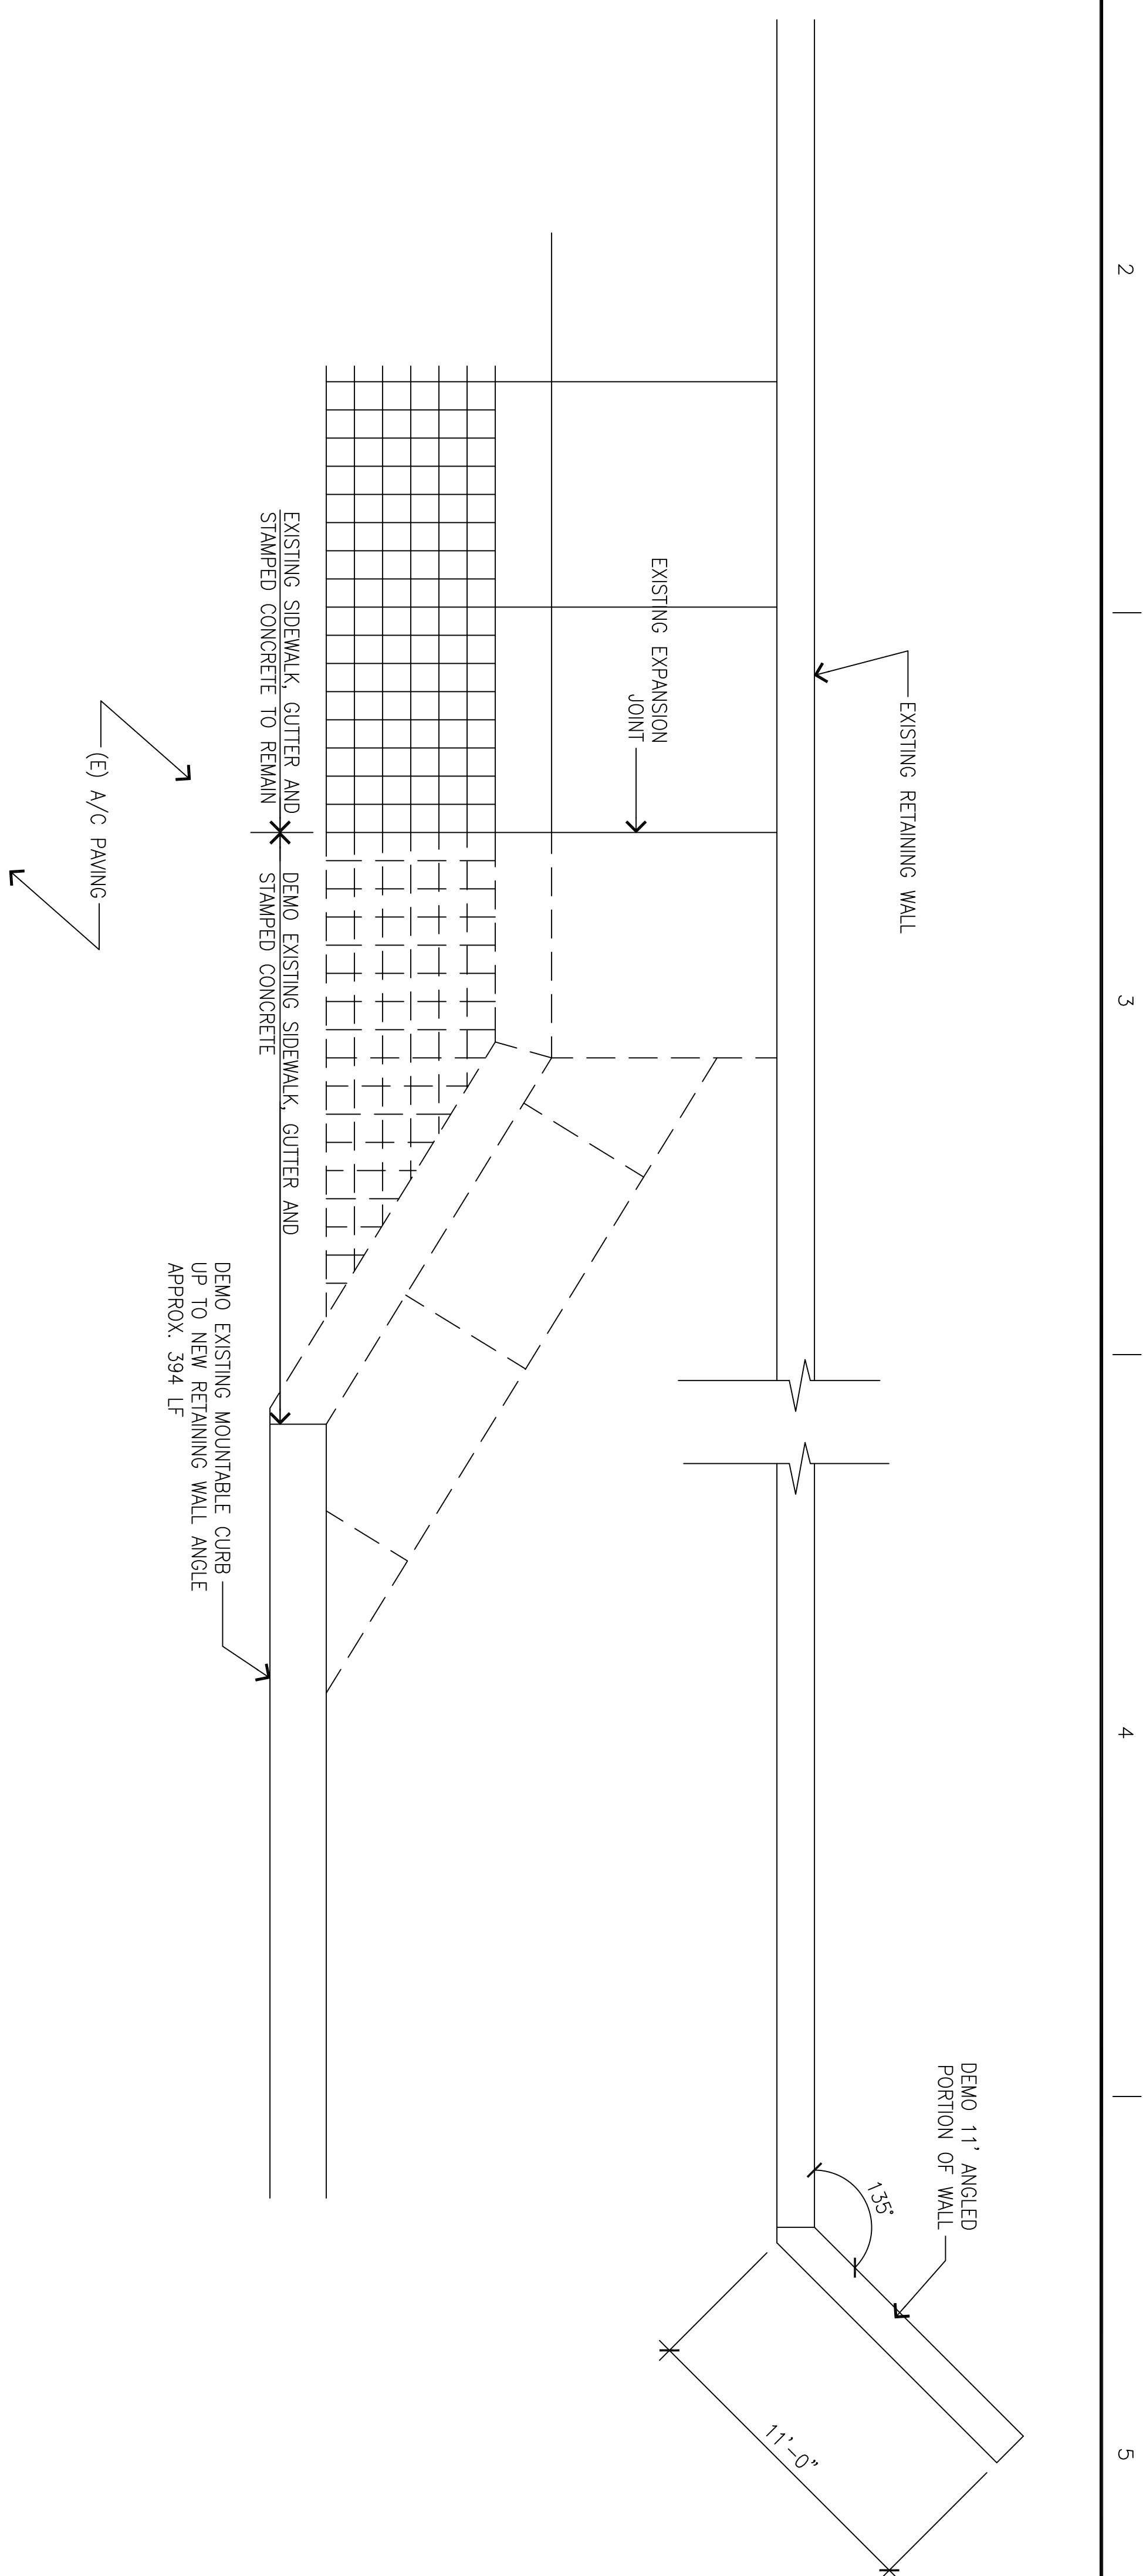 2
3
4
5
EXISTING RETAINING WALL
EXISTING EXPANSION
JOINT
EXISTING SIDEWALK, GUTTER AND
STAMPED CONCRETE TO REMAIN
DEMO EXISTING SIDEWALK, GUTTER AND
STAMPED CONCRETE
(E) A/C PAVING
DEMO EXISTING MOUNTABLE CURB
UP TO NEW RETAINING WALL ANGLE
APPROX. 394 LF
DEMO 11' ANGLED
PORTION OF WALL
135°
11'-0"